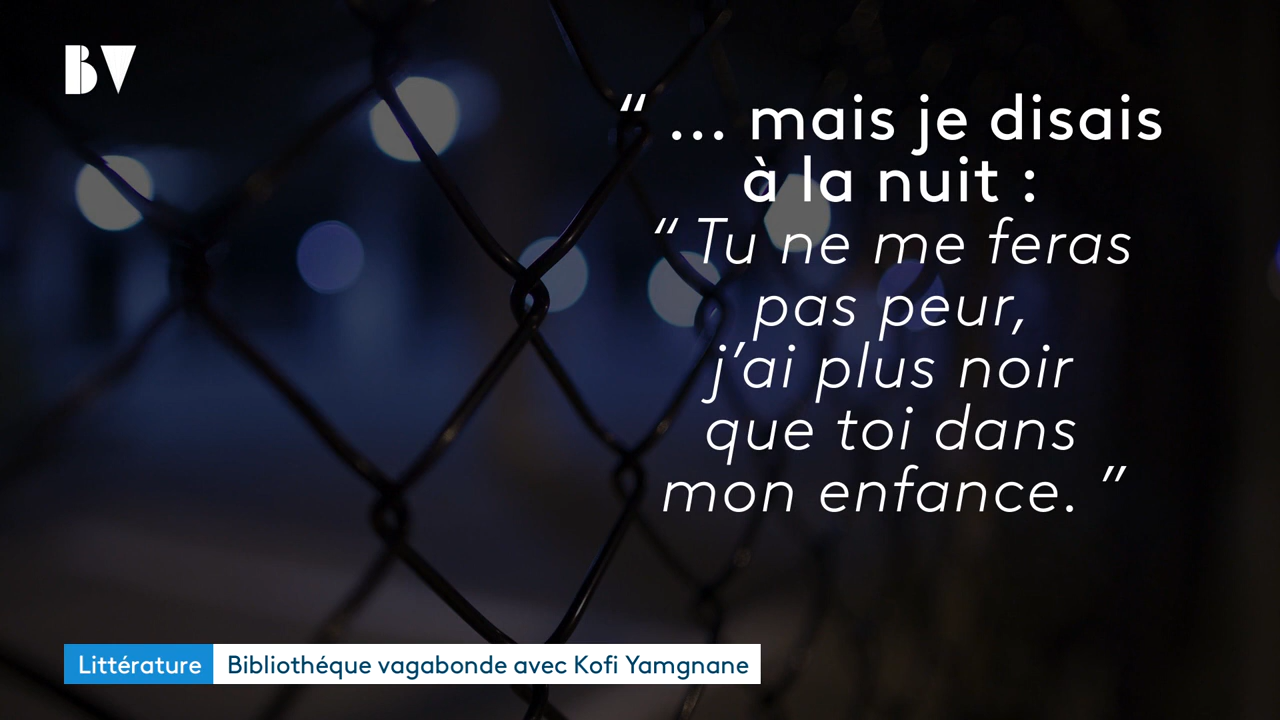 BV
“ ... mais je disais
à la nuit :
“ Tu ne me feras
pas peur,
j’ai plus noir
que toi dans
mon enfance. ”
Littérature
Bibliothéque vagabonde avec Kofi Yamgnane